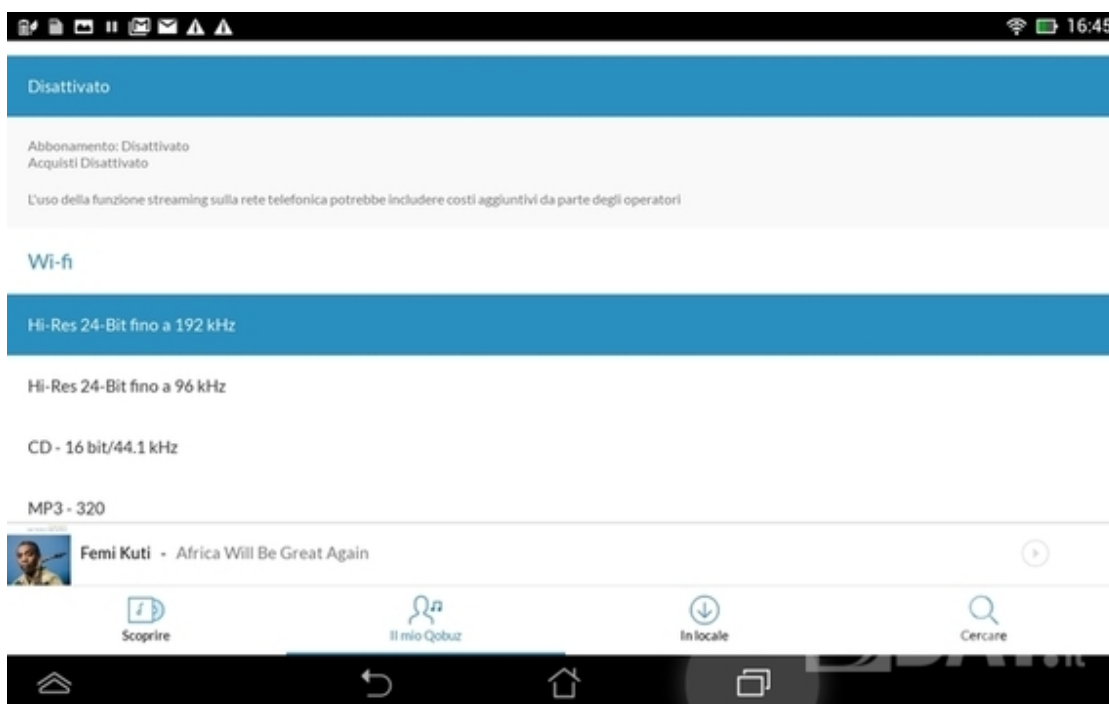 16:45
Disattivato
Abbonamento: Disattivato
Acquisti Disattivato
L'uso della funzione streaming sulla rete telefonica potrebbe includere costi aggiuntivi da parte degli operatori
Wi-fi
Hi-Res 24-Bit fino a 192 kHz
Hi-Res 24-Bit fino a 96 kHz
CD - 16 bit/44.1 kHz
MP3 - 320
Femi Kuti - Africa Will Be Great Again
Scoprire
Il mio Qobuz
In locale
Cercare